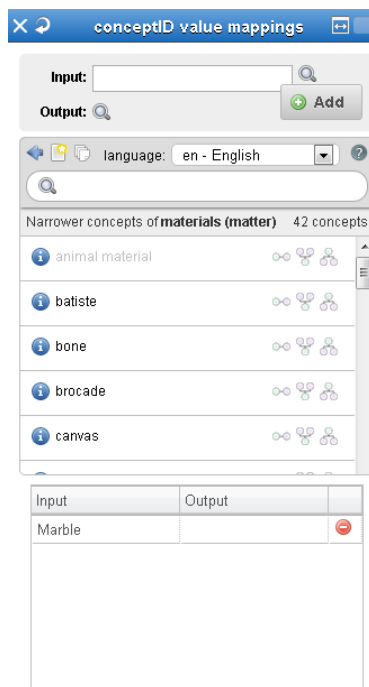 conceptID value mappings
Input:
Output:
Add
language: en - English
Narrower concepts of materials (matter) 42 concepts
animal material
batiste
bone
brocade
canvas
Input Output
Marble